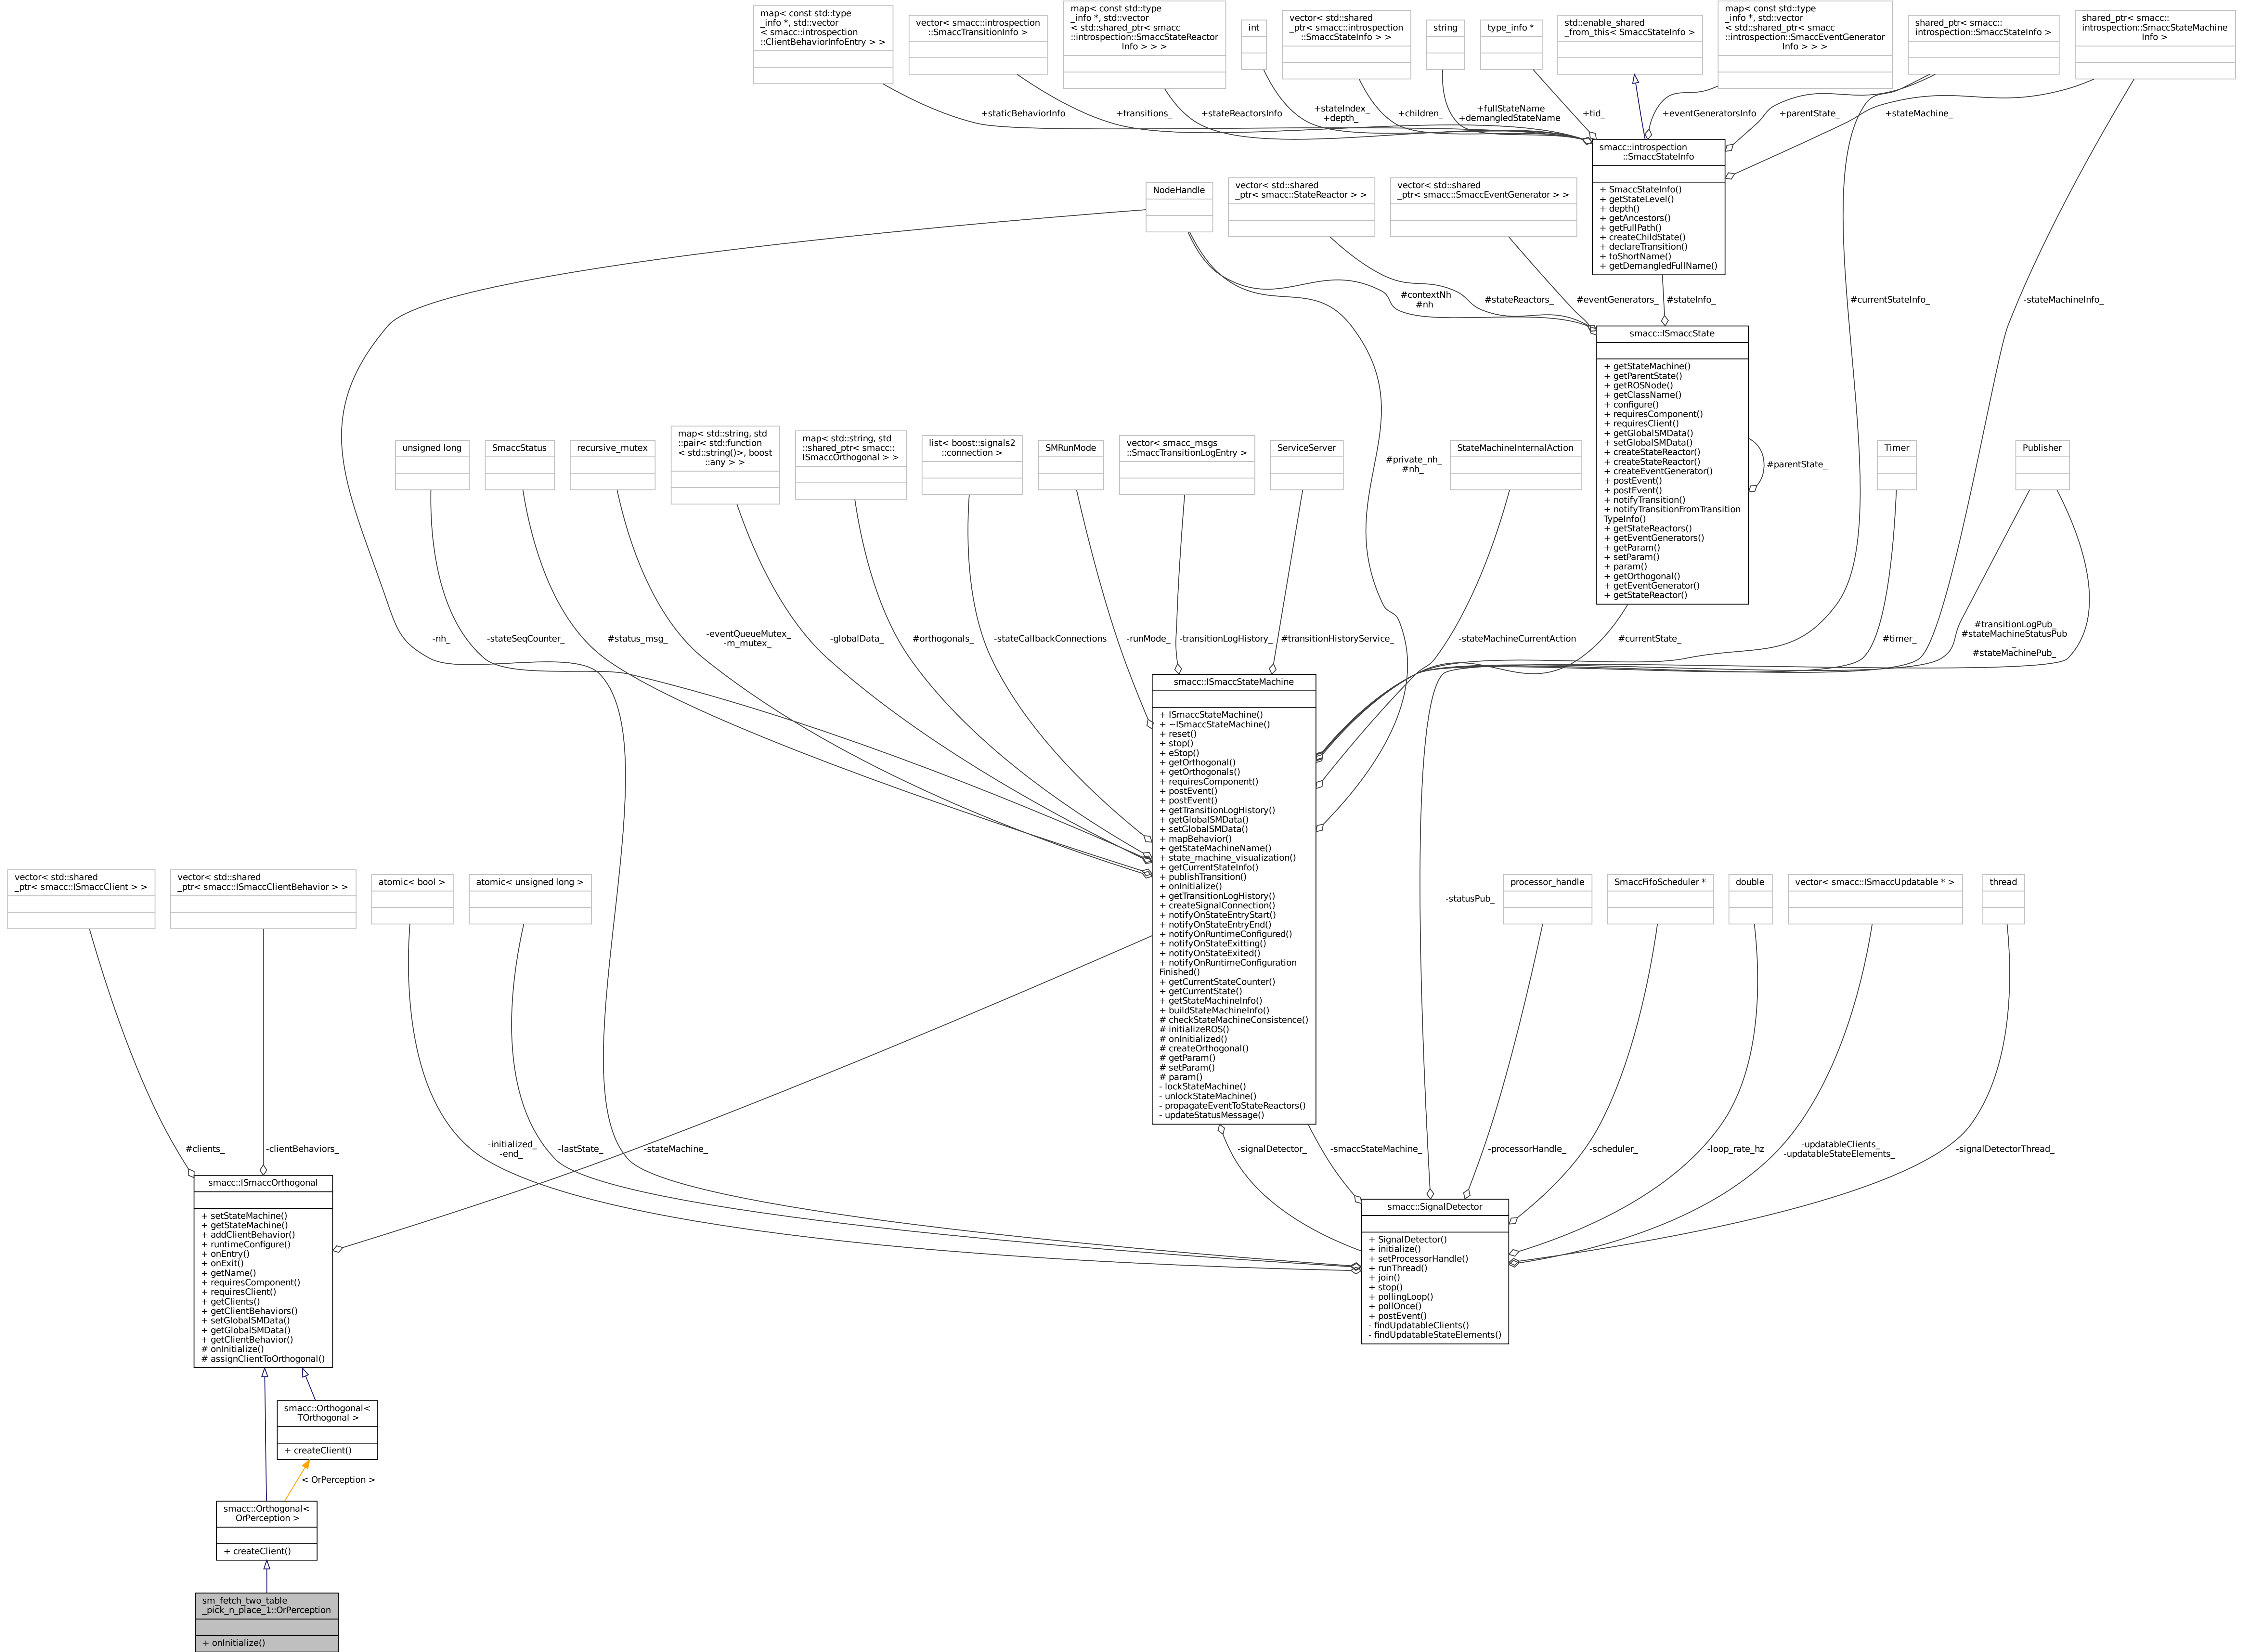 map< const std::type
_info *, std::vector
< smacc::introspection
::ClientBehaviorInfoEntry > >
vector< smacc::introspection
::SmaccTransitionInfo >
map< const std::type
_info *, std::vector
< std::shared_ptr< smacc
::introspection::SmaccStateReactor
Info > > >
int
vector< std::shared
_ptr< smacc::introspection
::SmaccStateInfo > >
string
type_info *
std::enable_shared
_from_this< SmaccStateInfo >
map< const std::type
_info *, std::vector
< std::shared_ptr< smacc
::introspection::SmaccEventGenerator
Info > > >
shared_ptr< smacc::
introspection::SmaccStateInfo >
shared_ptr< smacc::
introspection::SmaccStateMachine
Info >
+staticBehaviorInfo
+transitions_
+stateReactorsInfo
+stateIndex_
+depth_
+children_
+fullStateName
+demangledStateName
+tid_
+eventGeneratorsInfo
+parentState_
+stateMachine_
smacc::introspection
::SmaccStateInfo
+ SmaccStateInfo()
+ getStateLevel()
+ depth()
+ getAncestors()
+ getFullPath()
+ createChildState()
+ declareTransition()
+ toShortName()
+ getDemangledFullName()
NodeHandle
vector< std::shared
_ptr< smacc::StateReactor > >
vector< std::shared
_ptr< smacc::SmaccEventGenerator > >
#contextNh
#nh
#stateReactors_
#eventGenerators_
#stateInfo_
#currentStateInfo_
-stateMachineInfo_
smacc::ISmaccState
+ getStateMachine()
+ getParentState()
+ getROSNode()
+ getClassName()
+ configure()
+ requiresComponent()
+ requiresClient()
+ getGlobalSMData()
+ setGlobalSMData()
+ createStateReactor()
+ createStateReactor()
+ createEventGenerator()
+ postEvent()
+ postEvent()
+ notifyTransition()
+ notifyTransitionFromTransition
TypeInfo()
+ getStateReactors()
+ getEventGenerators()
+ getParam()
+ setParam()
+ param()
+ getOrthogonal()
+ getEventGenerator()
+ getStateReactor()
#parentState_
unsigned long
SmaccStatus
recursive_mutex
map< std::string, std
::pair< std::function
< std::string()>, boost
::any > >
map< std::string, std
::shared_ptr< smacc::
ISmaccOrthogonal > >
list< boost::signals2
::connection >
SMRunMode
vector< smacc_msgs
::SmaccTransitionLogEntry >
ServiceServer
#private_nh_
#nh_
StateMachineInternalAction
Timer
Publisher
-nh_
-stateSeqCounter_
#status_msg_
-eventQueueMutex_
-m_mutex_
-globalData_
#orthogonals_
-stateCallbackConnections
-runMode_
-transitionLogHistory_
#transitionHistoryService_
-stateMachineCurrentAction
#currentState_
#timer_
#transitionLogPub_
#stateMachineStatusPub
_
#stateMachinePub_
smacc::ISmaccStateMachine
+ ISmaccStateMachine()
+ ~ISmaccStateMachine()
+ reset()
+ stop()
+ eStop()
+ getOrthogonal()
+ getOrthogonals()
+ requiresComponent()
+ postEvent()
+ postEvent()
+ getTransitionLogHistory()
+ getGlobalSMData()
+ setGlobalSMData()
+ mapBehavior()
+ getStateMachineName()
+ state_machine_visualization()
+ getCurrentStateInfo()
+ publishTransition()
+ onInitialize()
+ getTransitionLogHistory()
+ createSignalConnection()
+ notifyOnStateEntryStart()
+ notifyOnStateEntryEnd()
+ notifyOnRuntimeConfigured()
+ notifyOnStateExitting()
+ notifyOnStateExited()
+ notifyOnRuntimeConfiguration
Finished()
+ getCurrentStateCounter()
+ getCurrentState()
+ getStateMachineInfo()
+ buildStateMachineInfo()
# checkStateMachineConsistence()
# initializeROS()
# onInitialized()
# createOrthogonal()
# getParam()
# setParam()
# param()
- lockStateMachine()
- unlockStateMachine()
- propagateEventToStateReactors()
- updateStatusMessage()
vector< std::shared
_ptr< smacc::ISmaccClient > >
vector< std::shared
_ptr< smacc::ISmaccClientBehavior > >
atomic< bool >
atomic< unsigned long >
-statusPub_
processor_handle
SmaccFifoScheduler *
double
vector< smacc::ISmaccUpdatable * >
thread
#clients_
-clientBehaviors_
-initialized_
-end_
-lastState_
-stateMachine_
-signalDetector_
-smaccStateMachine_
-processorHandle_
-scheduler_
-loop_rate_hz
-updatableClients_
-updatableStateElements_
-signalDetectorThread_
smacc::ISmaccOrthogonal
+ setStateMachine()
+ getStateMachine()
+ addClientBehavior()
+ runtimeConfigure()
+ onEntry()
+ onExit()
+ getName()
+ requiresComponent()
+ requiresClient()
+ getClients()
+ getClientBehaviors()
+ setGlobalSMData()
+ getGlobalSMData()
+ getClientBehavior()
# onInitialize()
# assignClientToOrthogonal()
smacc::SignalDetector
+ SignalDetector()
+ initialize()
+ setProcessorHandle()
+ runThread()
+ join()
+ stop()
+ pollingLoop()
+ pollOnce()
+ postEvent()
- findUpdatableClients()
- findUpdatableStateElements()
smacc::Orthogonal<
TOrthogonal >
+ createClient()
< OrPerception >
smacc::Orthogonal<
OrPerception >
+ createClient()
sm_fetch_two_table
_pick_n_place_1::OrPerception
+ onInitialize()